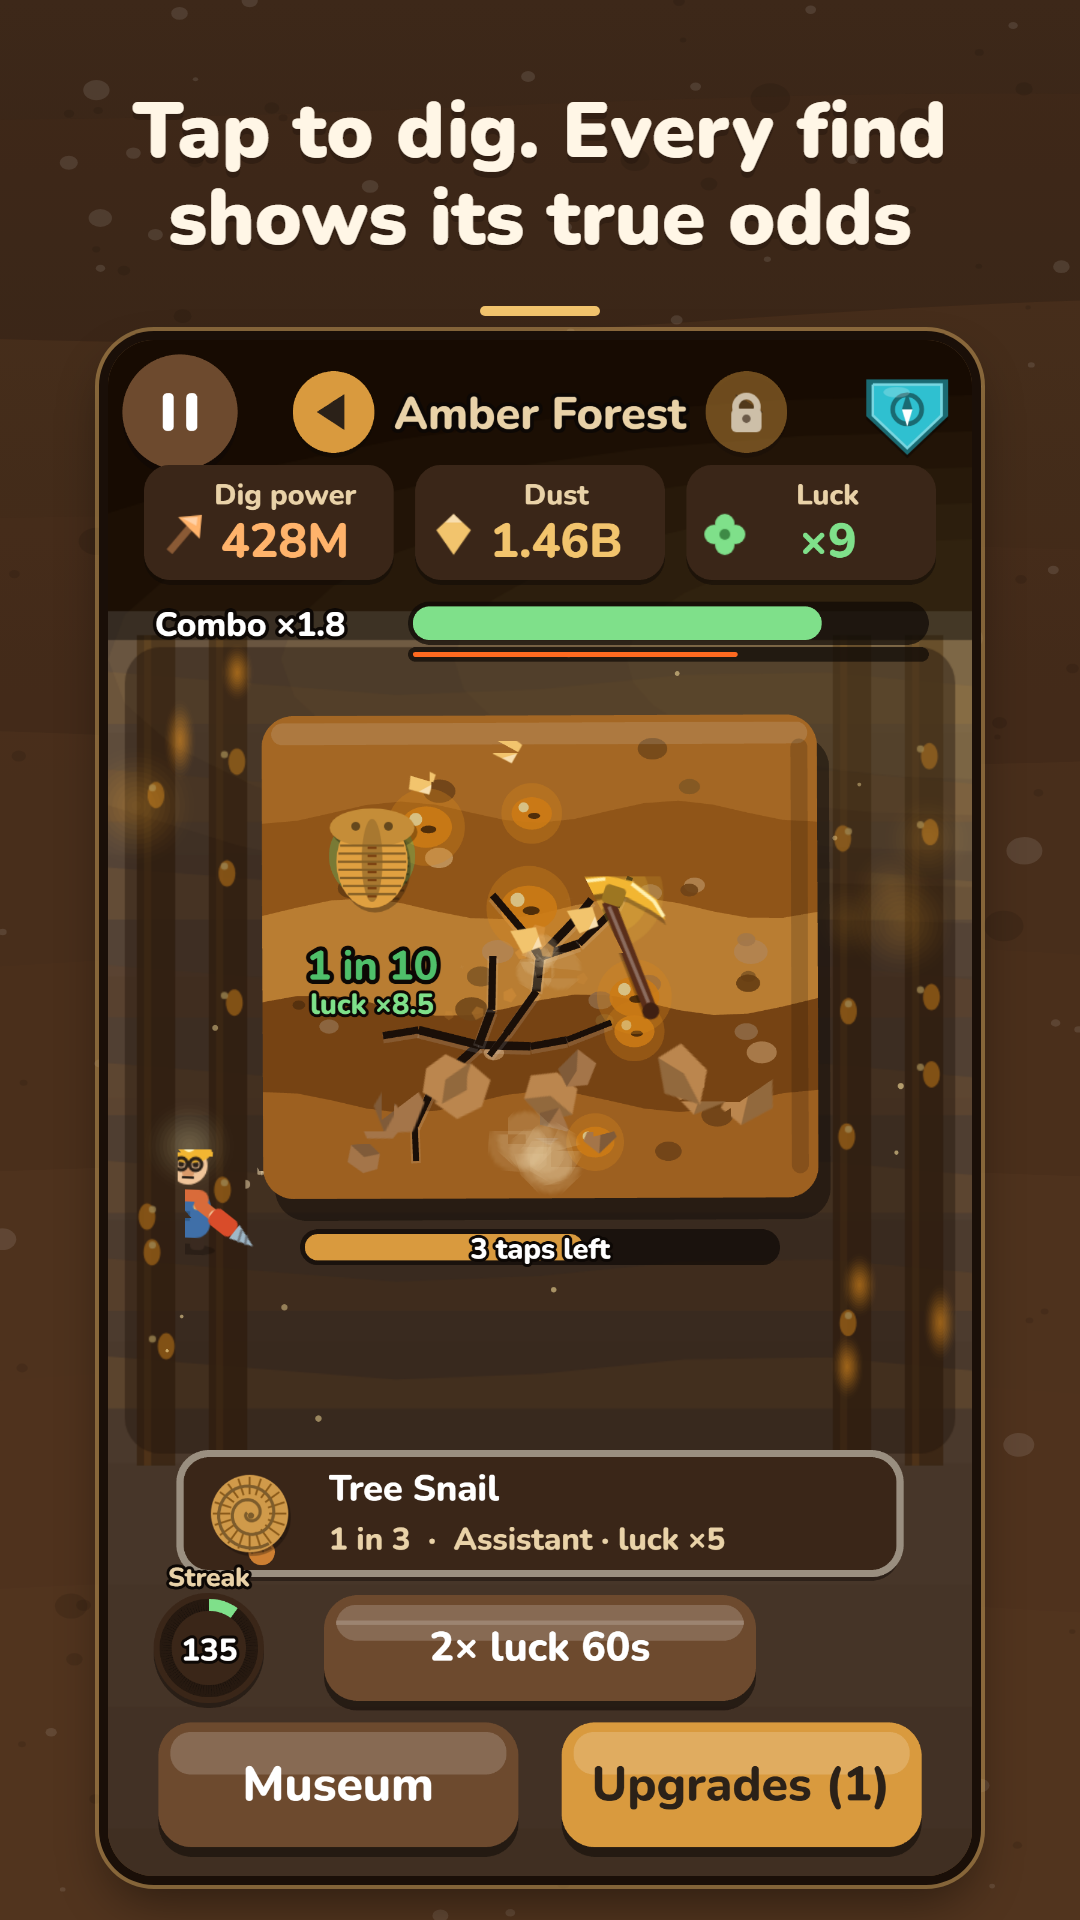 Tap to dig. Every find
shows its true odds
Amber Forest
Dig power
428M
Dust
1.46B
Luck
×9
Combo ×1.8
1 in 10
luck ×8.5
3 taps left
Tree Snail
1 in 3 · Assistant · luck ×5
Streak
135
2× luck 60s
Museum
Upgrades (1)